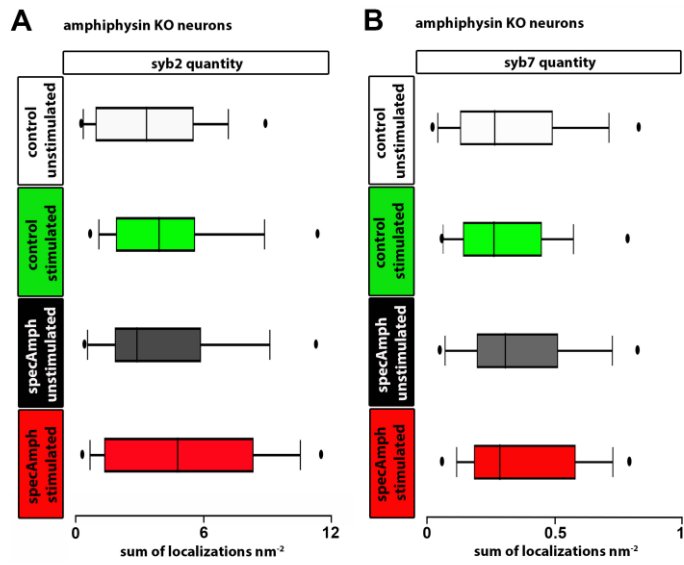 A
amphiphysin KO neurons
syb2 quantity
control
unstimulated
control
stimulated
specAmph
unstimulated
specAmph
stimulated
0
6
12
sum of localizations nm⁻²
B
amphiphysin KO neurons
syb7 quantity
control
unstimulated
control
stimulated
specAmph
unstimulated
specAmph
stimulated
0
0.5
1
sum of localizations nm⁻²